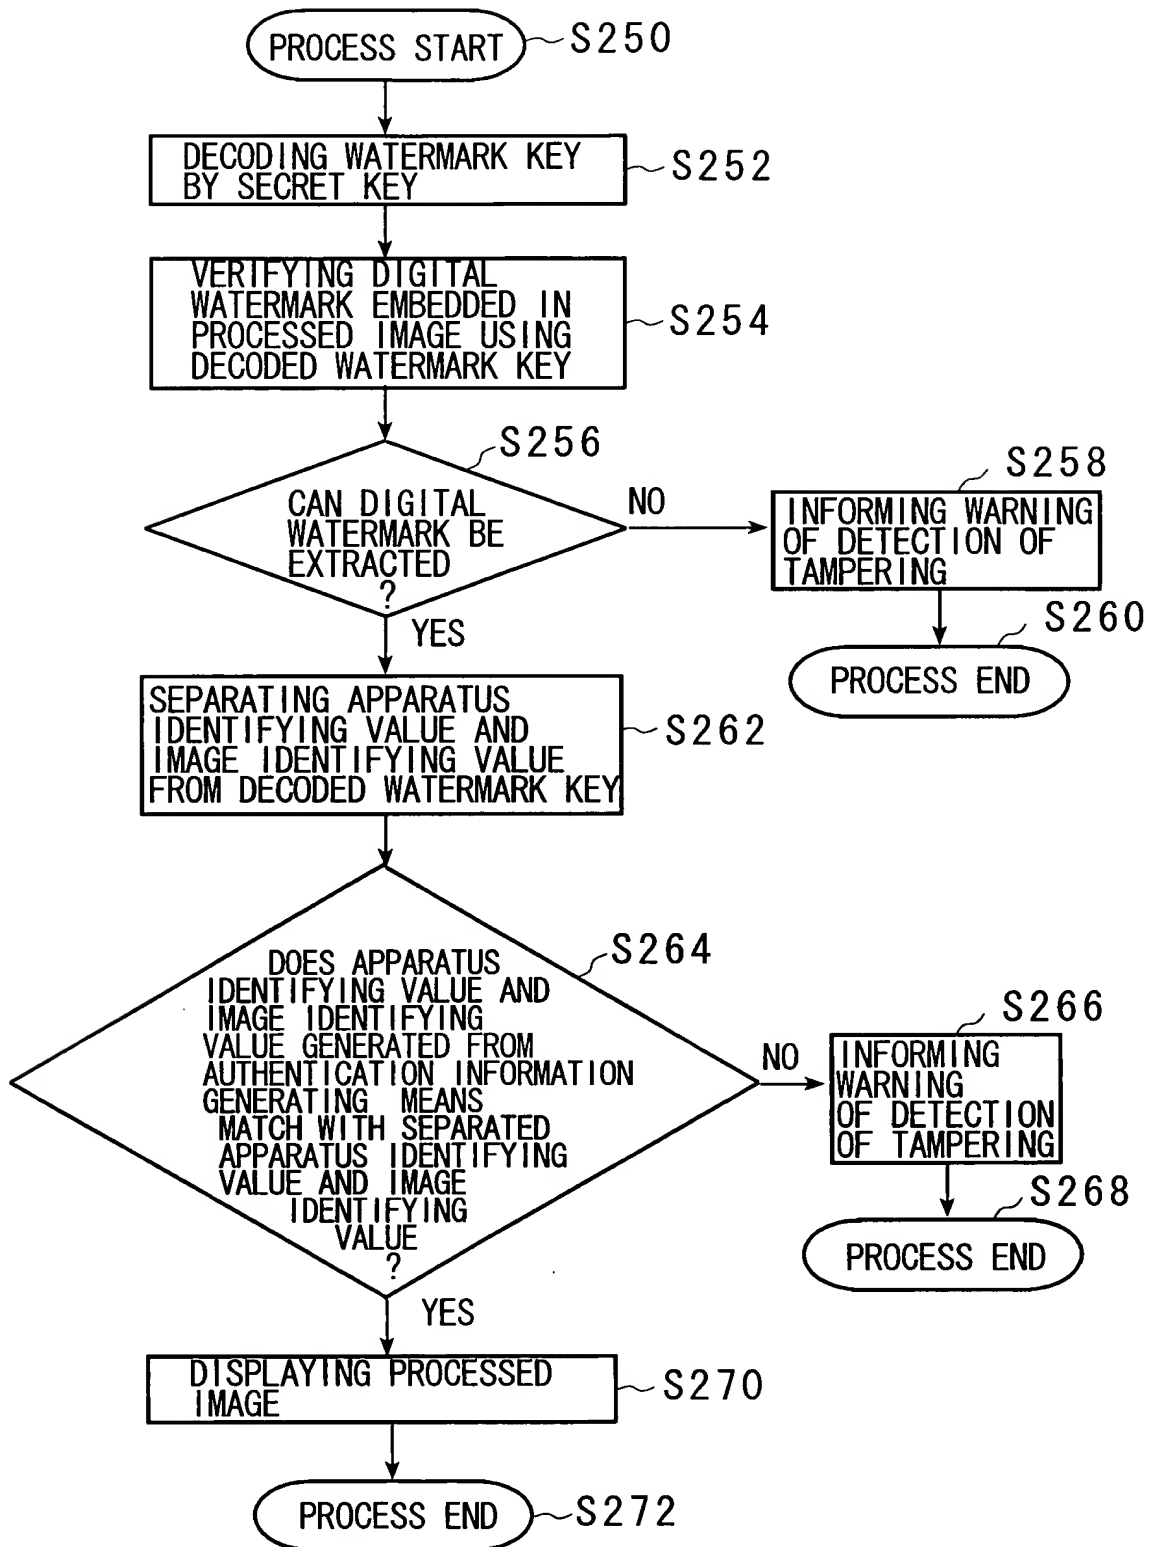 PROCESS START
S250
DECODING WATERMARK KEY
BY SECRET KEY
S252
VERIFYING DIGITAL
WATERMARK EMBEDDED IN
PROCESSED IMAGE USING
DECODED WATERMARK KEY
S254
S256
CAN DIGITAL
WATERMARK BE
EXTRACTED
?
NO
YES
S258
INFORMING WARNING
OF DETECTION OF
TAMPERING
S260
PROCESS END
SEPARATING APPARATUS
IDENTIFYING VALUE AND
IMAGE IDENTIFYING VALUE
FROM DECODED WATERMARK KEY
S262
S264
DOES APPARATUS
IDENTIFYING VALUE AND
IMAGE IDENTIFYING
VALUE GENERATED FROM
AUTHENTICATION INFORMATION
GENERATING MEANS
MATCH WITH SEPARATED
APPARATUS IDENTIFYING
VALUE AND IMAGE
IDENTIFYING
VALUE
?
NO
YES
S266
INFORMING
WARNING
OF DETECTION
OF TAMPERING
S268
PROCESS END
DISPLAYING PROCESSED
IMAGE
S270
PROCESS END
S272